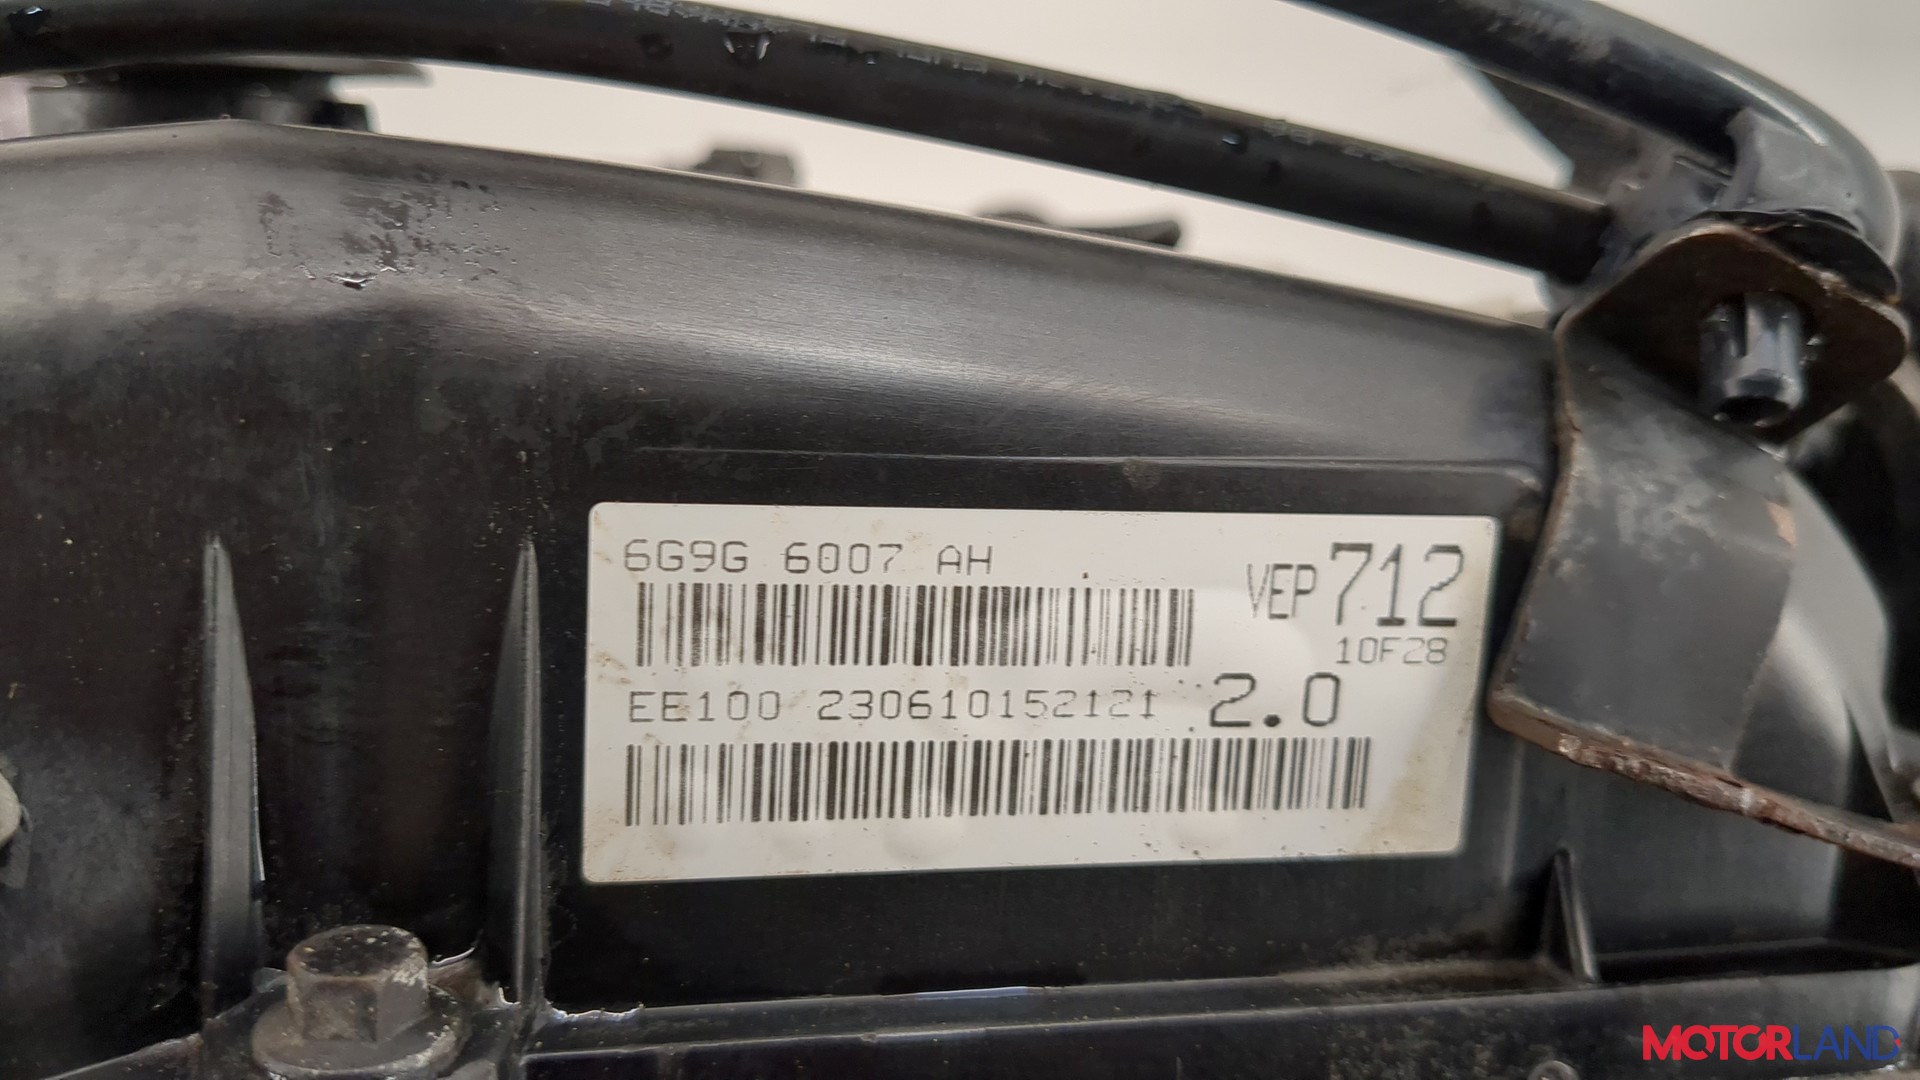 6G9G 6007 AH
VEP 712
10F28
EE100 230610152121 2.0
MOTORLAND